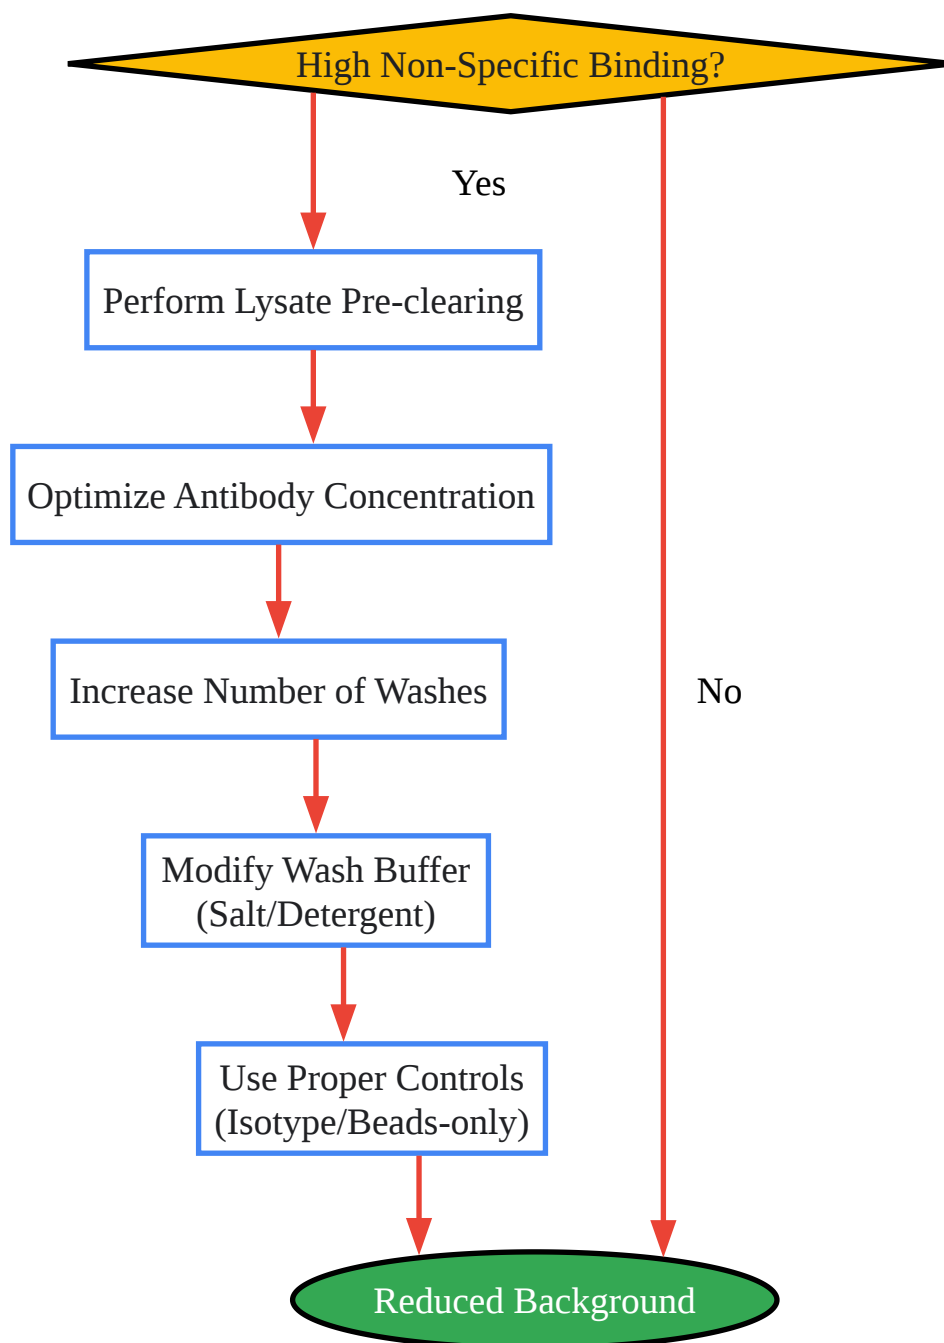 High Non-Specific Binding?
Yes
Perform Lysate Pre-clearing
Optimize Antibody Concentration
Increase Number of Washes
No
Modify Wash Buffer
(Salt/Detergent)
Use Proper Controls
(Isotype/Beads-only)
Reduced Background